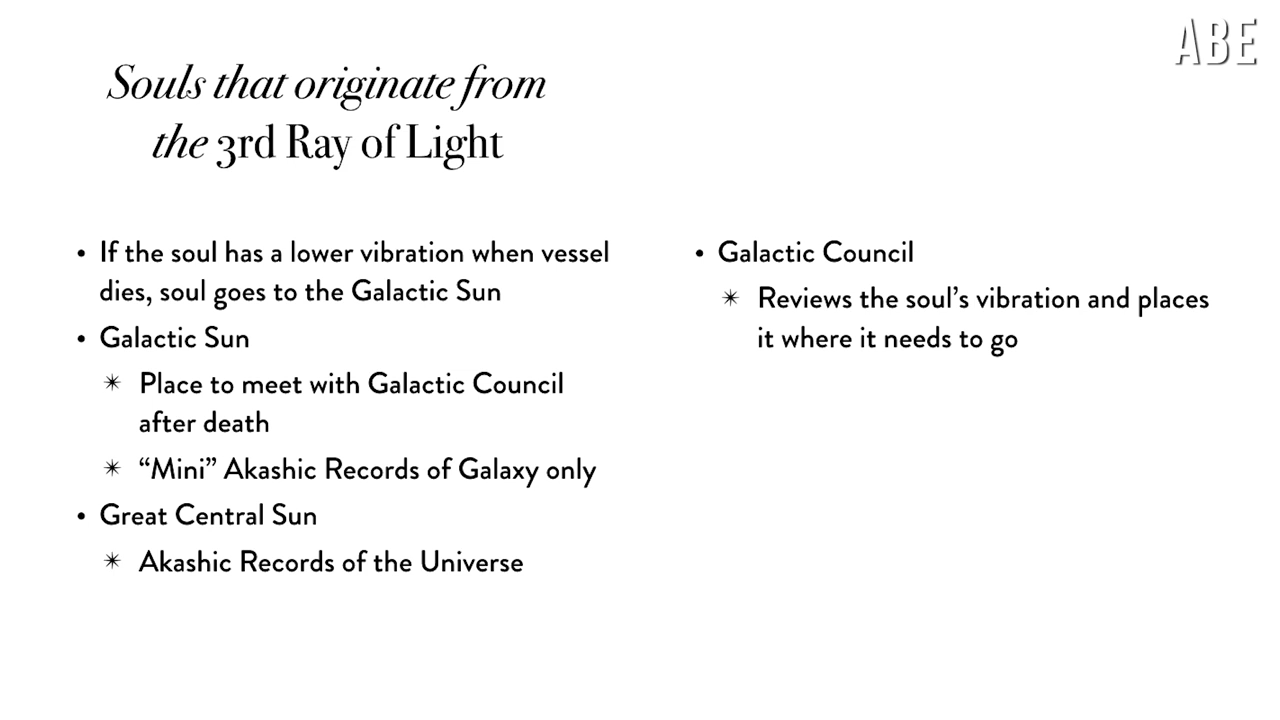 ABE
Souls that originate from
the 3rd Ray of Light
• If the soul has a lower vibration when vessel
dies, soul goes to the Galactic Sun
• Galactic Sun
✴ Place to meet with Galactic Council
after death
✴ “Mini” Akashic Records of Galaxy only
• Great Central Sun
✴ Akashic Records of the Universe
• Galactic Council
✴ Reviews the soul’s vibration and places
it where it needs to go